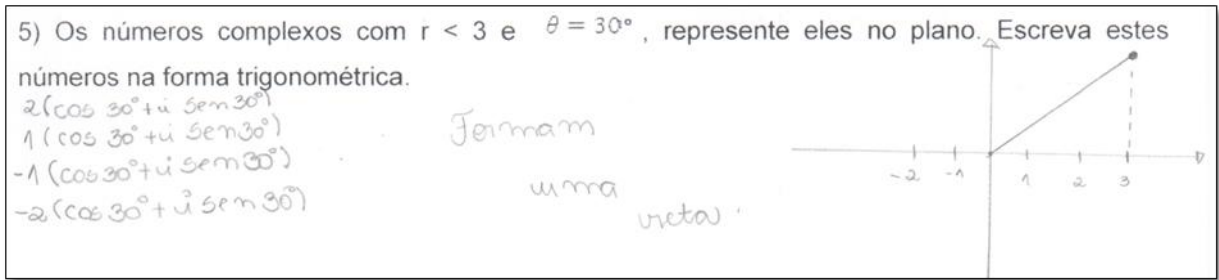 5) Os números complexos com r < 3 e θ = 30°, represente eles no plano. Escreva estes
números na forma trigonométrica.
2(cos 30° + i sen 30°)
1 (cos 30° + i sen 30°)
-1 (cos 30° + i sen 30°)
-2 (cos 30° + i sen 30°)
Formam
uma
reta.
-2 -1 1 2 3